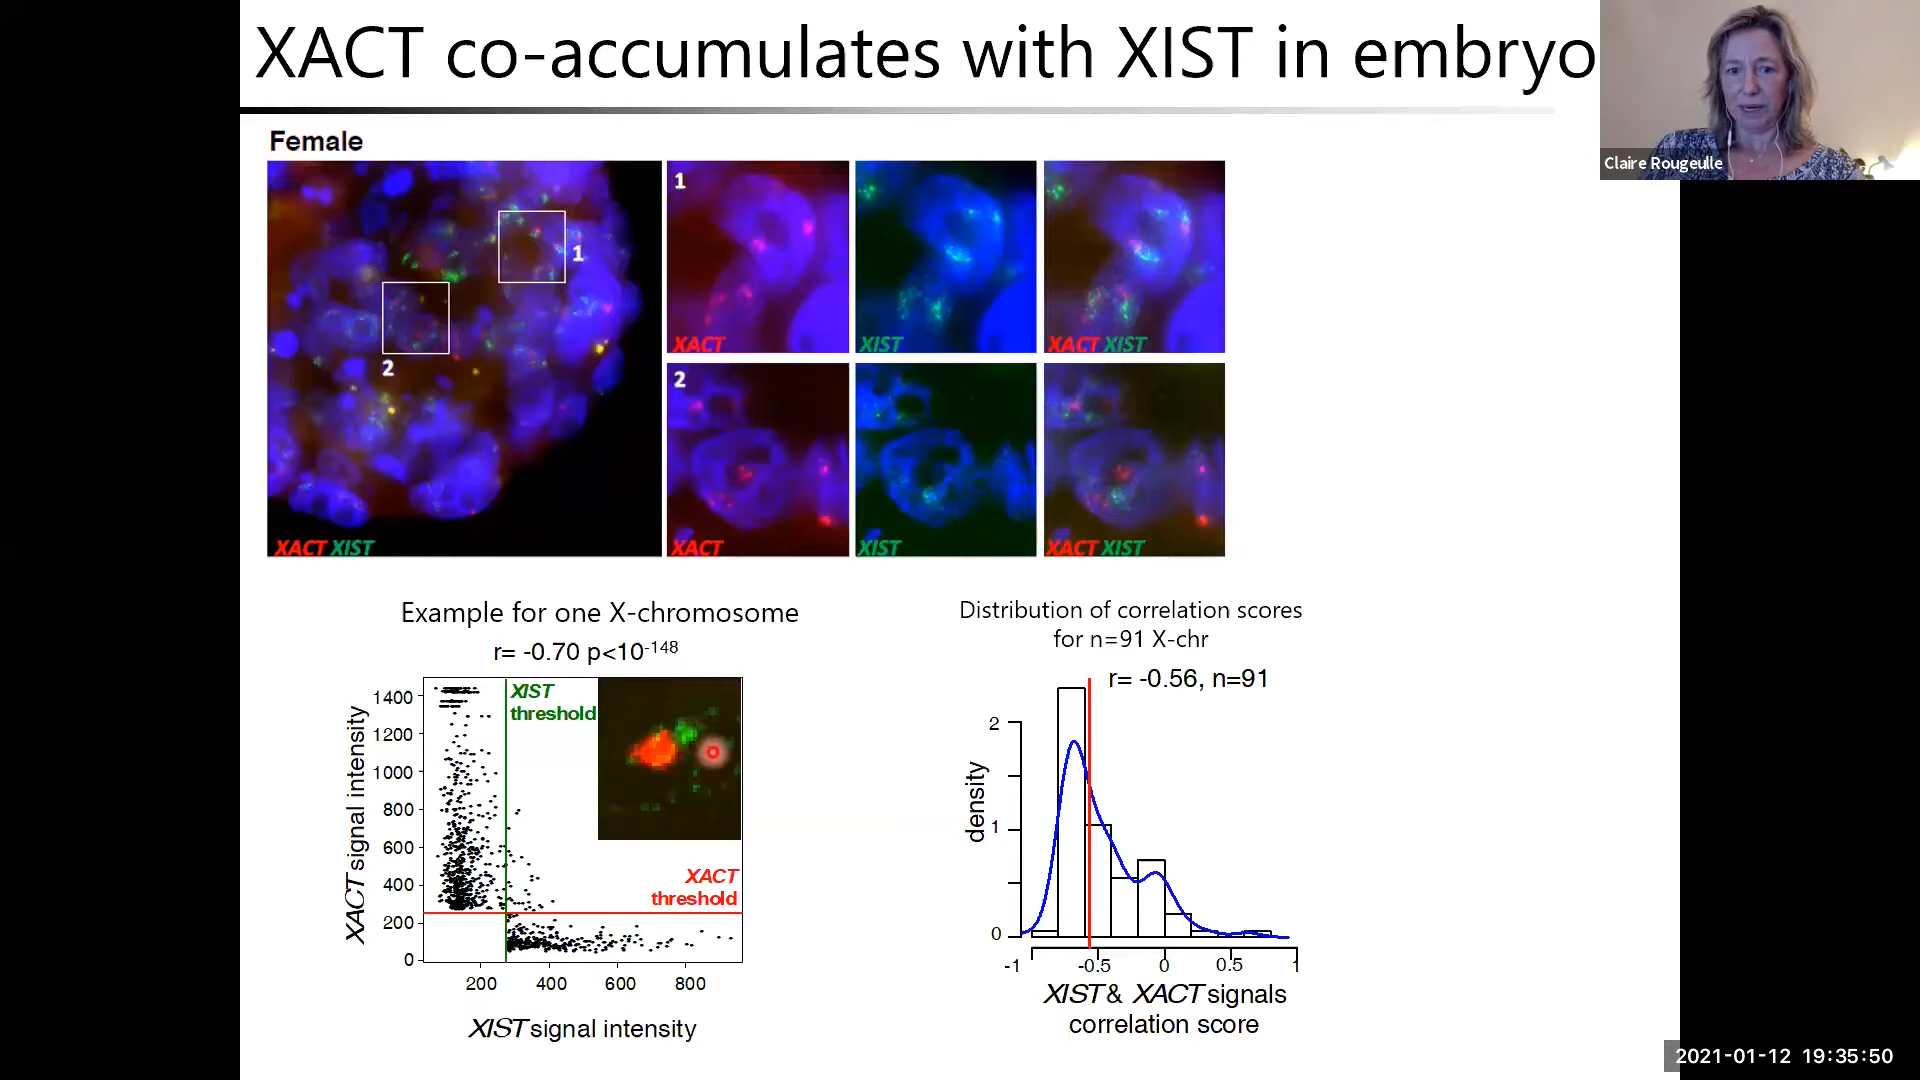 XACT co-accumulates with XIST in embryo
Claire Rougeulle
Female
1
2
XACT XIST
1
XACT
XIST
XACT XIST
2
XACT
XIST
XACT XIST
Example for one X-chromosome
r= -0.70 p<10-148
XIST
threshold
XACT
threshold
1400
1200
1000
800
600
400
200
0
XACT signal intensity
200 400 600 800
XIST signal intensity
Distribution of correlation scores
for n=91 X-chr
r= -0.56, n=91
2
1
0
density
-1 -0.5 0 0.5 1
XIST & XACT signals
correlation score
2021-01-12 19:35:50